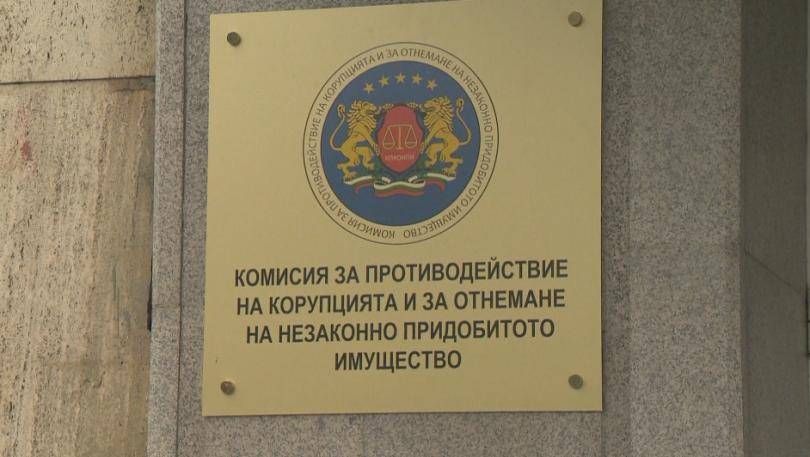 КОМИСИЯ ЗА ПРОТИВОДЕЙСТВИЕ НА КОРУПЦИЯТА И ЗА ОТНЕМАНЕ НА НЕЗАКОННО ПРИДОБИТОТО ИМУЩЕСТВО
КПКОНПИ
КОМИСИЯ ЗА ПРОТИВОДЕЙСТВИЕ
НА КОРУПЦИЯТА И ЗА ОТНЕМАНЕ
НА НЕЗАКОННО ПРИДОБИТОТО
ИМУЩЕСТВО